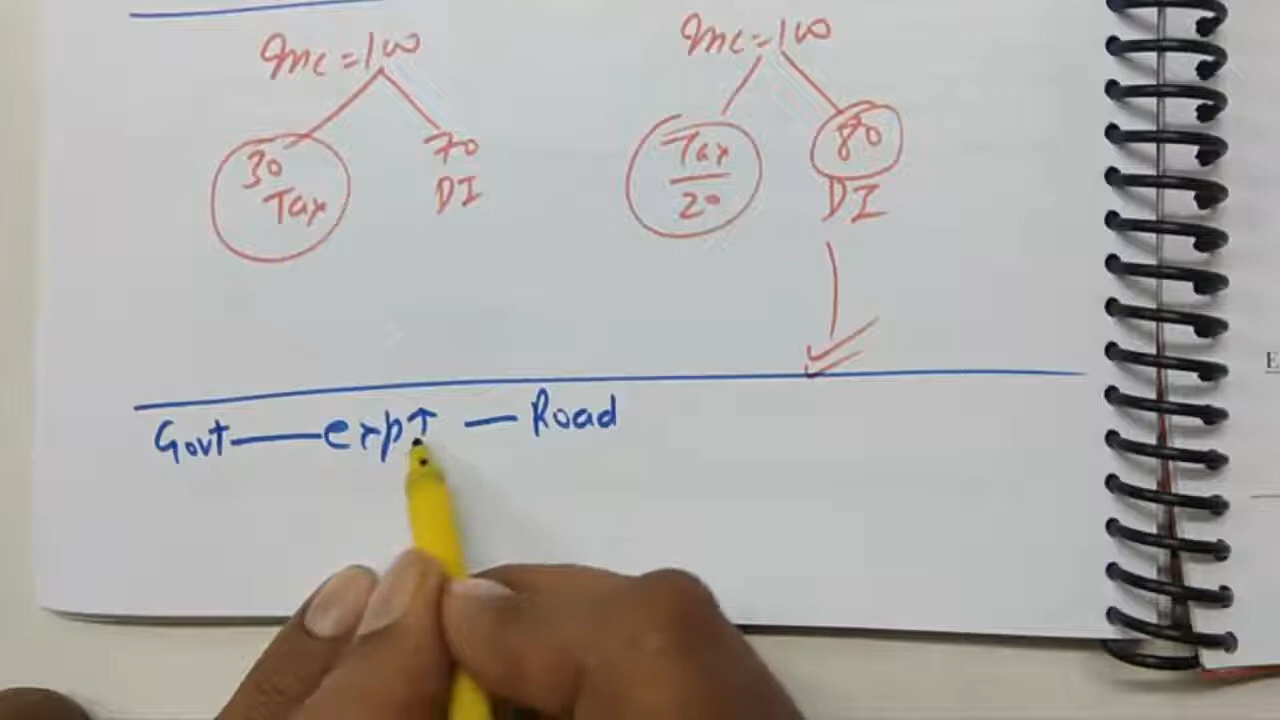 Inc = 100
Inc = 100
30
Tax
70
DI
Tax
20
80
DI
Govt — exp↑ — Road
E